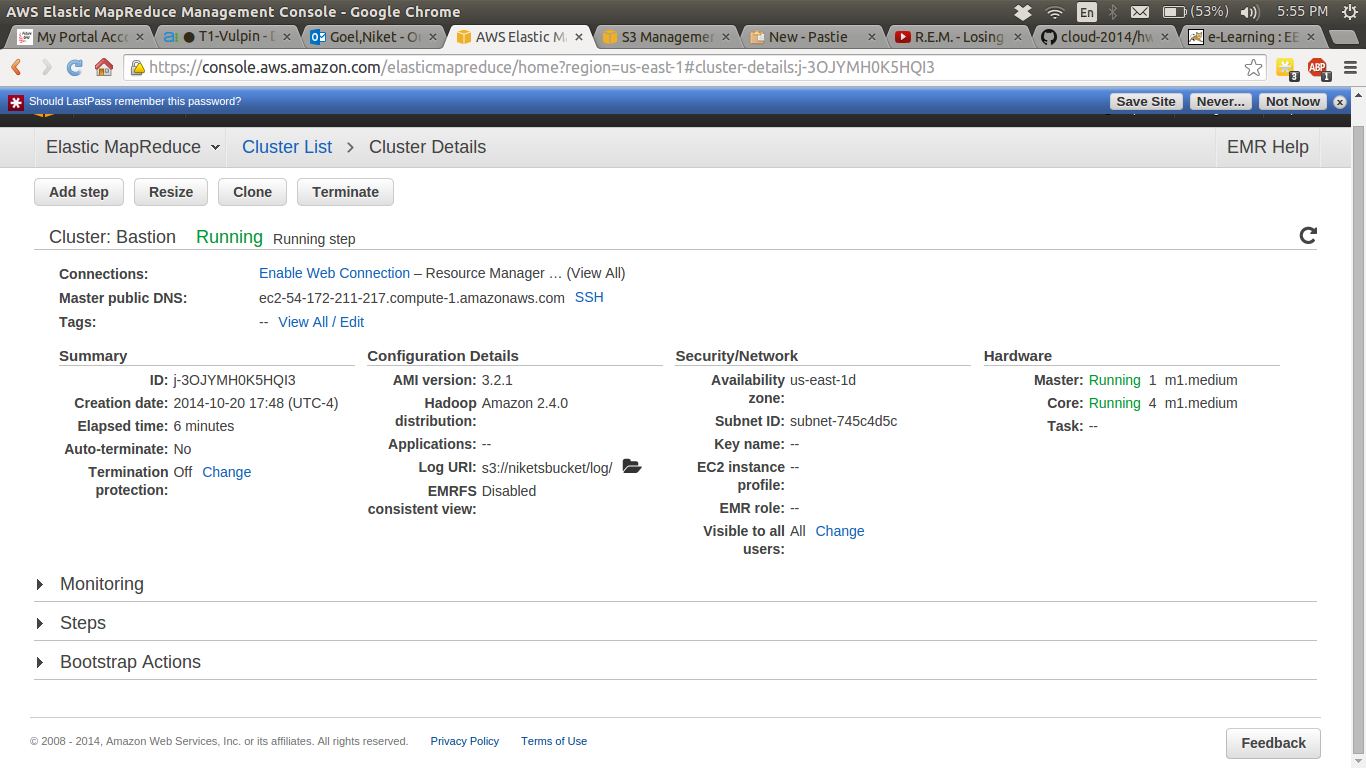 AWS Elastic MapReduce Management Console - Google Chrome En (53%) 5:55 PM
My Portal Acc T1-Vulpin - Goel,Niket - O AWS Elastic M S3 Managemen New - Pastie R.E.M. - Losing cloud-2014/hw e-Learning : EE
https://console.aws.amazon.com/elasticmapreduce/home?region=us-east-1#cluster-details:j-3OJYMH0K5HQI3 3 ABP 1
Should LastPass remember this password? Save Site Never... Not Now x
Elastic MapReduce Cluster List > Cluster Details EMR Help
Add step Resize Clone Terminate
Cluster: Bastion Running Running step
Connections: Enable Web Connection – Resource Manager … (View All)
Master public DNS: ec2-54-172-211-217.compute-1.amazonaws.com SSH
Tags: -- View All / Edit
Summary
ID: j-3OJYMH0K5HQI3
Creation date: 2014-10-20 17:48 (UTC-4)
Elapsed time: 6 minutes
Auto-terminate: No
Termination Off Change
protection:
Configuration Details
AMI version: 3.2.1
Hadoop Amazon 2.4.0
distribution:
Applications: --
Log URI: s3://niketsbucket/log/
EMRFS Disabled
consistent view:
Security/Network
Availability us-east-1d
zone:
Subnet ID: subnet-745c4d5c
Key name: --
EC2 instance --
profile:
EMR role: --
Visible to all All Change
users:
Hardware
Master: Running 1 m1.medium
Core: Running 4 m1.medium
Task: --
Monitoring
Steps
Bootstrap Actions
© 2008 - 2014, Amazon Web Services, Inc. or its affiliates. All rights reserved. Privacy Policy Terms of Use
Feedback